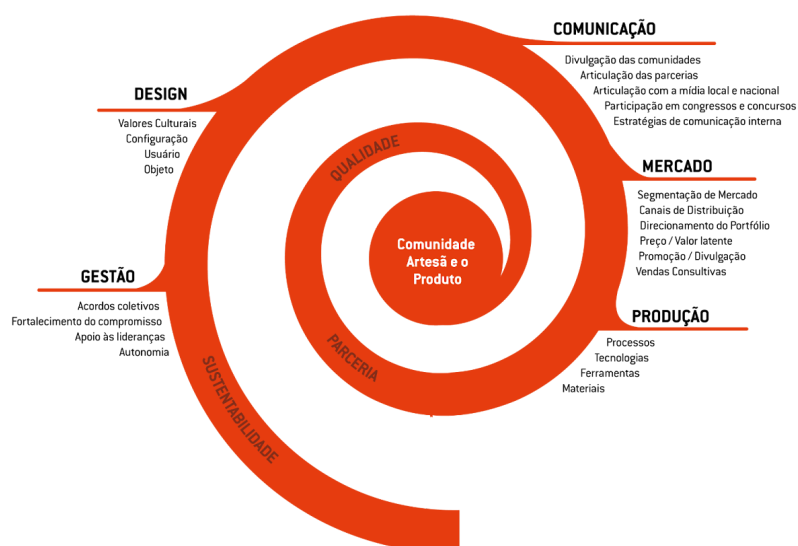 COMUNICAÇÃO
Divulgação das comunidades
Articulação das parcerias
Articulação com a mídia local e nacional
Participação em congressos e concursos
Estratégias de comunicação interna
DESIGN
Valores Culturais
Configuração
Usuário
Objeto
QUALIDADE
MERCADO
Segmentação de Mercado
Canais de Distribuição
Direcionamento do Portfólio
Preço / Valor latente
Promoção / Divulgação
Vendas Consultivas
Comunidade
Artesã e o
Produto
GESTÃO
Acordos coletivos
Fortalecimento do compromisso
Apoio às lideranças
Autonomia
PRODUÇÃO
Processos
Tecnologias
Ferramentas
Materiais
PARCERIA
SUSTENTABILIDADE